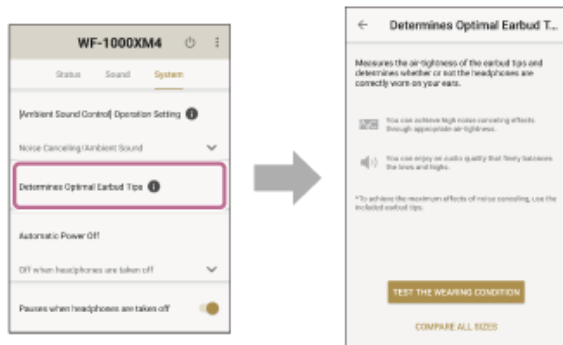 WF-1000XM4
Status Sound System
[Ambient Sound Control] Operation Setting
Noise Canceling/Ambient Sound
Determines Optimal Earbud Tips
Automatic Power Off
Off when headphones are taken off
Pauses when headphones are taken off
Determines Optimal Earbud T...
Measures the air-tightness of the earbud tips and
determines whether or not the headphones are
correctly worn on your ears.
You can achieve high noise canceling effects
through appropriate air-tightness.
You can enjoy an audio quality that finely balances
the lows and highs.
*To achieve the maximum effects of noise canceling, use the
included earbud tips.
TEST THE WEARING CONDITION
COMPARE ALL SIZES